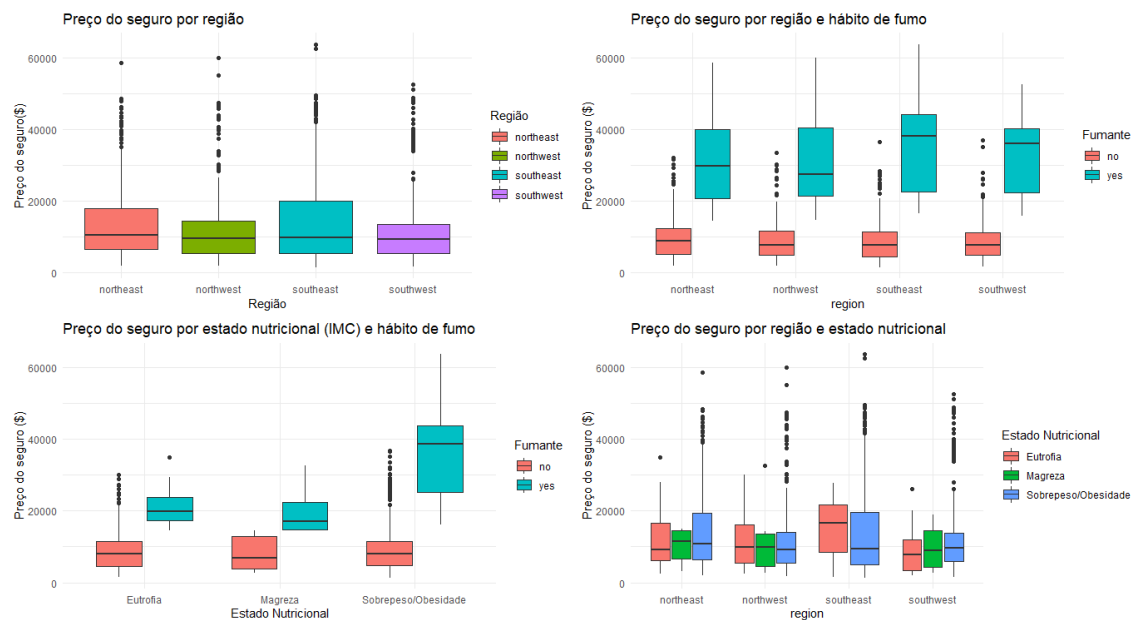 Preço do seguro por região
Preço do seguro($)
60000
40000
20000
0
northeast
northwest
southeast
southwest
Região
Região
northeast
northwest
southeast
southwest
Preço do seguro por região e hábito de fumo
Preço do seguro ($)
60000
40000
20000
0
northeast
northwest
southeast
southwest
region
Fumante
no
yes
Preço do seguro por estado nutricional (IMC) e hábito de fumo
Preço do seguro ($)
60000
40000
20000
0
Eutrofia
Magreza
Sobrepeso/Obesidade
Estado Nutricional
Fumante
no
yes
Preço do seguro por região e estado nutricional
Preço do seguro ($)
60000
40000
20000
0
northeast
northwest
southeast
southwest
region
Estado Nutricional
Eutrofia
Magreza
Sobrepeso/Obesidade